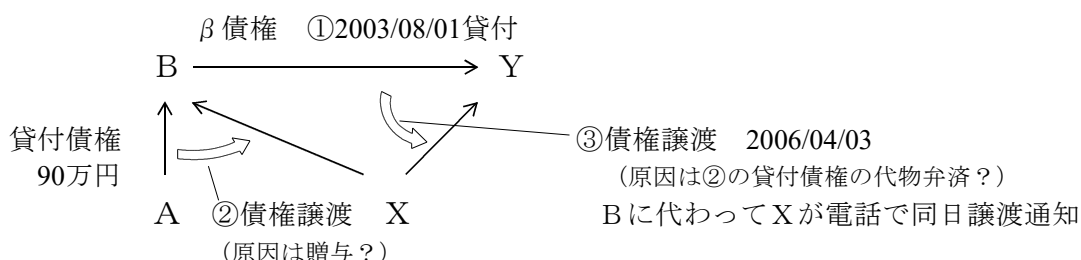 β債権　①2003/08/01貸付
B　Y
貸付債権
90万円
③債権譲渡　2006/04/03
（原因は②の貸付債権の代物弁済？）
A　②債権譲渡　X
Bに代わってXが電話で同日譲渡通知
（原因は贈与？）